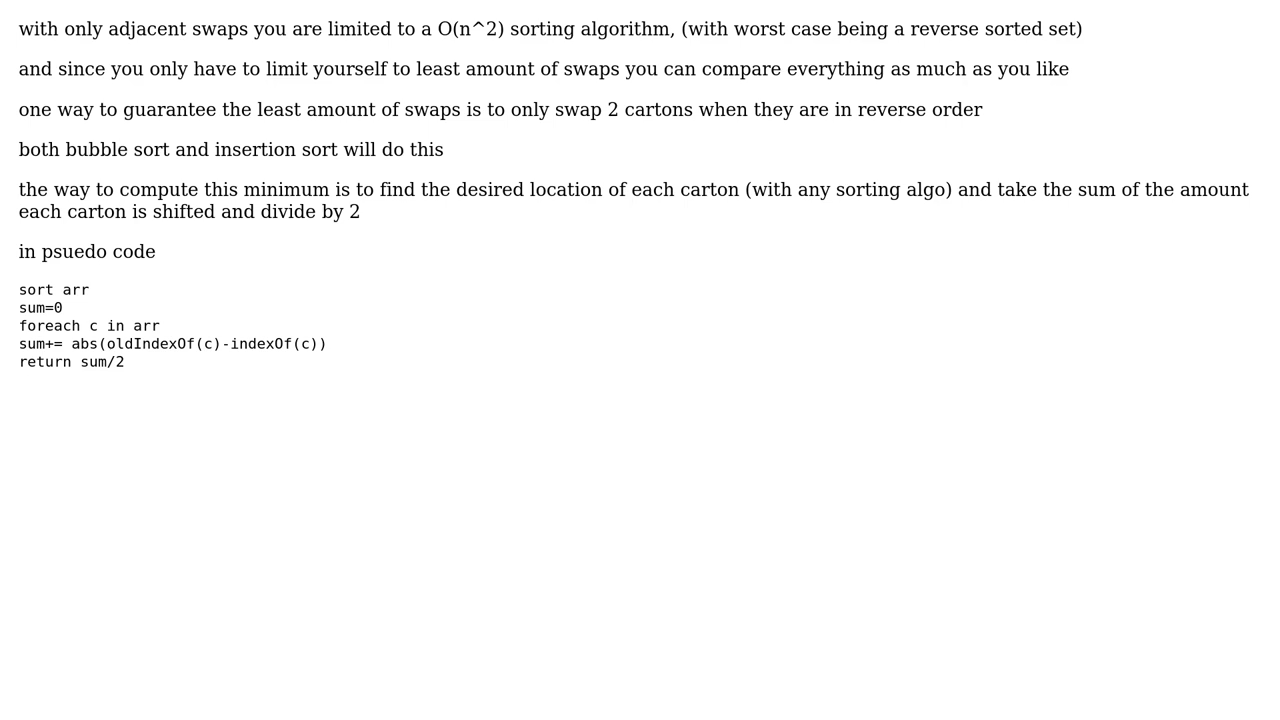 with only adjacent swaps you are limited to a O(n^2) sorting algorithm, (with worst case being a reverse sorted set)
and since you only have to limit yourself to least amount of swaps you can compare everything as much as you like
one way to guarantee the least amount of swaps is to only swap 2 cartons when they are in reverse order
both bubble sort and insertion sort will do this
the way to compute this minimum is to find the desired location of each carton (with any sorting algo) and take the sum of the amount
each carton is shifted and divide by 2
in psuedo code
sort arr
sum=0
foreach c in arr
sum+= abs(oldIndexOf(c)-indexOf(c))
return sum/2